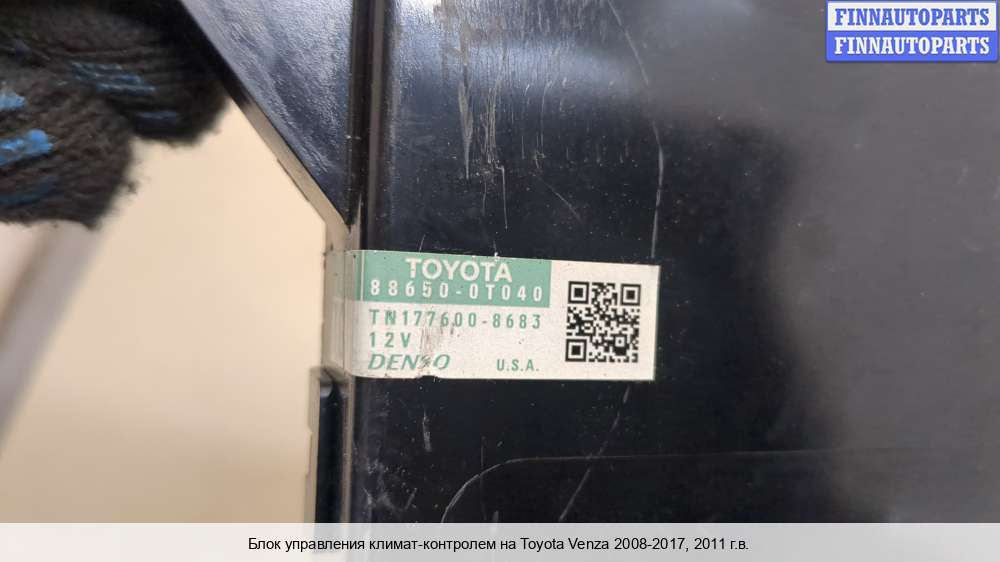 FINNAUTOPARTS
FINNAUTOPARTS
TOYOTA
88650-0T040
TN177600-8683
12V
DENSO U.S.A.
Блок управления климат-контролем на Toyota Venza 2008-2017, 2011 г.в.